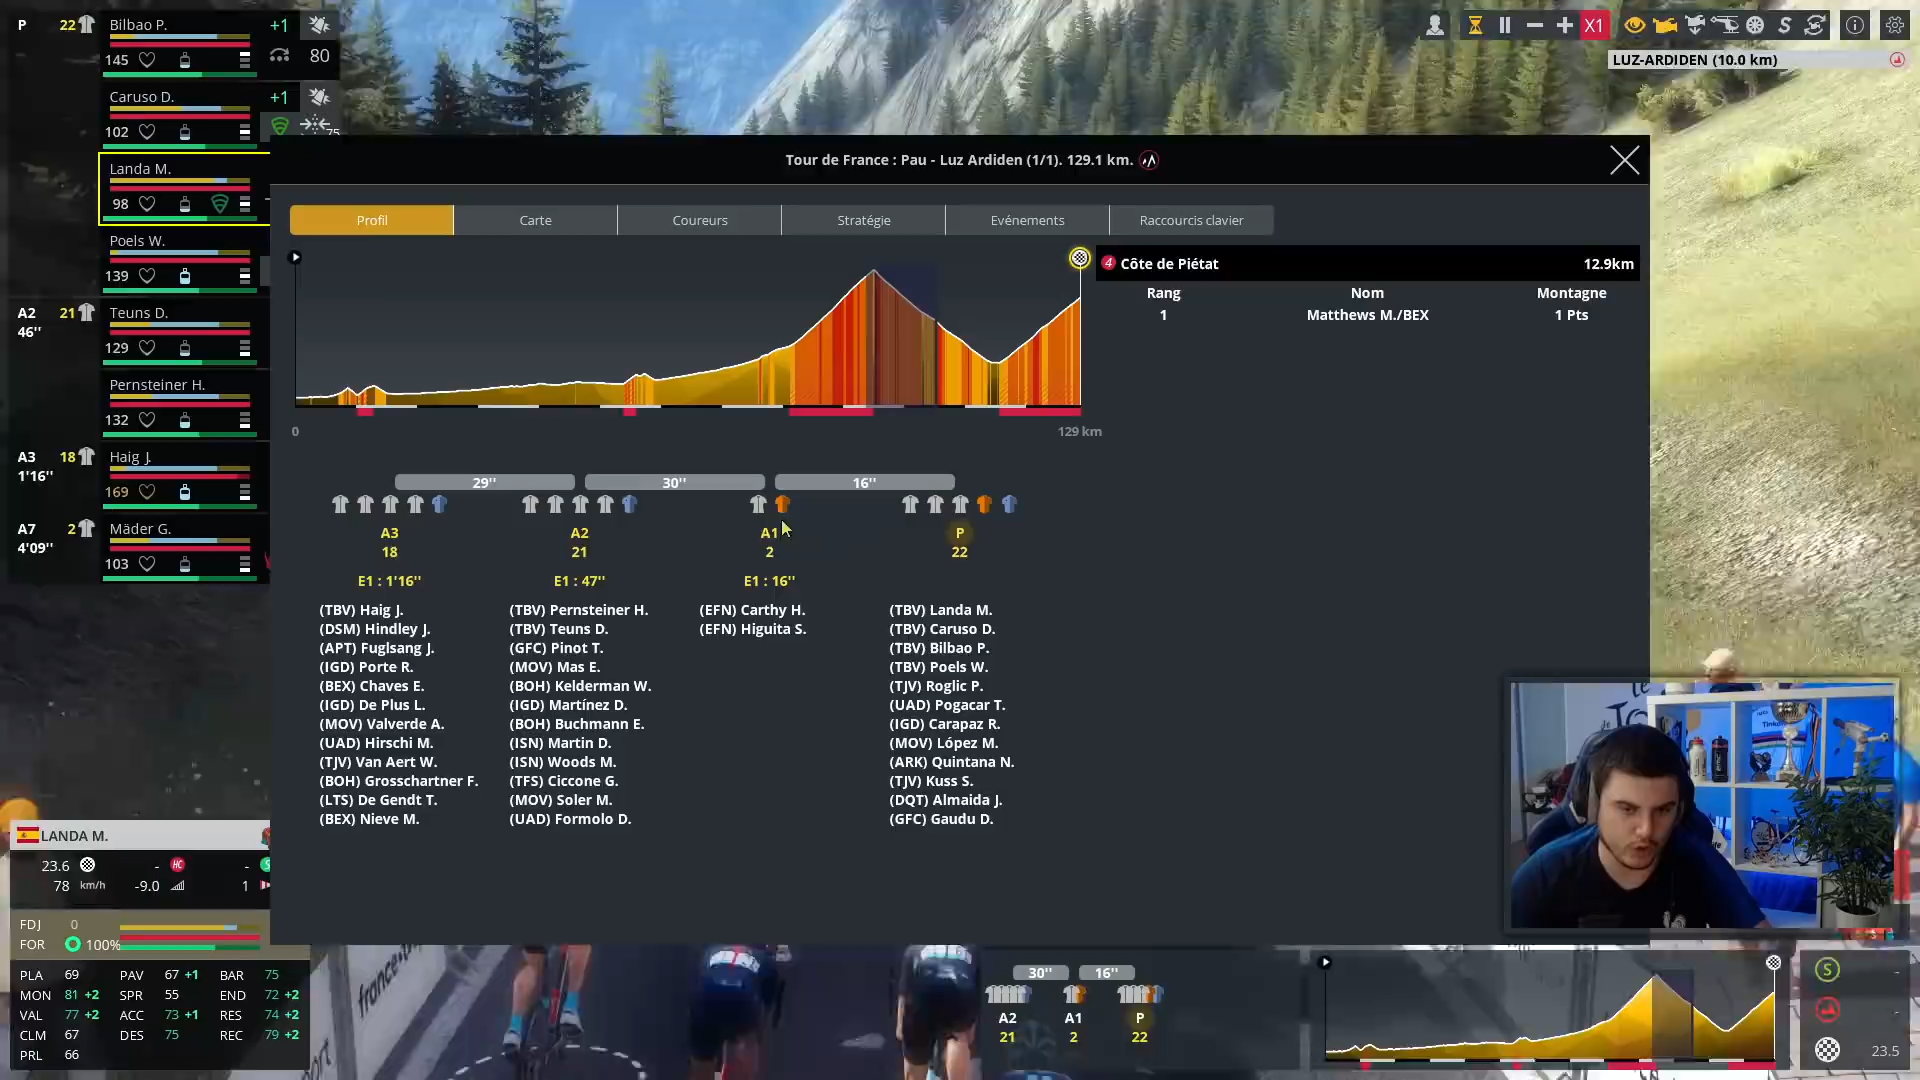 P 22 Bilbao P. +1
145 80
Caruso D. +1
102 75
Landa M.
98
Poels W.
139
A2 21 Teuns D.
46''
129
Pernsteiner H.
132
A3 18 Haig J.
1'16''
169
A7 2 Mäder G.
4'09''
103
X1
LUZ-ARDIDEN (10.0 km)
Tour de France : Pau - Luz Ardiden (1/1). 129.1 km.
Profil Carte Coureurs Stratégie Evénements Raccourcis clavier
4 Côte de Piétat 12.9km
Rang Nom Montagne
1 Matthews M./BEX 1 Pts
0 129 km
29'' 30'' 16''
A3 A2 A1 P
18 21 2 22
E1 : 1'16'' E1 : 47'' E1 : 16''
(TBV) Haig J. (TBV) Pernsteiner H. (EFN) Carthy H. (TBV) Landa M.
(DSM) Hindley J. (TBV) Teuns D. (EFN) Higuita S. (TBV) Caruso D.
(APT) Fuglsang J. (GFC) Pinot T. (TBV) Bilbao P.
(IGD) Porte R. (MOV) Mas E. (TBV) Poels W.
(BEX) Chaves E. (BOH) Kelderman W. (TJV) Roglic P.
(IGD) De Plus L. (IGD) Martínez D. (UAD) Pogacar T.
(MOV) Valverde A. (BOH) Buchmann E. (IGD) Carapaz R.
(UAD) Hirschi M. (ISN) Martin D. (MOV) López M.
(TJV) Van Aert W. (ISN) Woods M. (ARK) Quintana N.
(BOH) Grosschartner F. (TFS) Ciccone G. (TJV) Kuss S.
(LTS) De Gendt T. (MOV) Soler M. (DQT) Almaida J.
(BEX) Nieve M. (UAD) Formolo D. (GFC) Gaudu D.
LANDA M.
23.6 - HC - S
78 km/h -9.0 1
FDJ 0
FOR 100%
PLA 69 PAV 67 +1 BAR 75
MON 81 +2 SPR 55 END 72 +2
VAL 77 +2 ACC 73 +1 RES 74 +2
CLM 67 DES 75 REC 79 +2
PRL 66
30'' 16''
A2 A1 P
21 2 22
S -
-
23.5